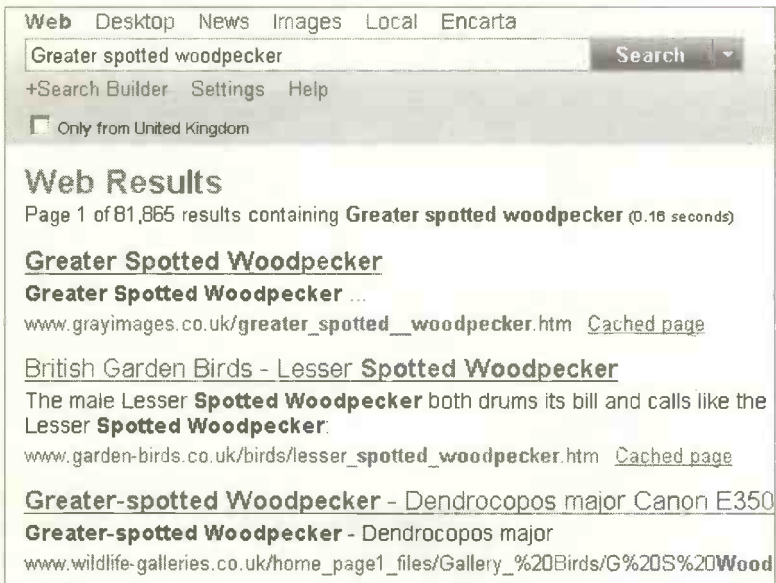 Web Desktop News Images Local Encarta
Greater spotted woodpecker Search
+Search Builder Settings Help
Only from United Kingdom
Web Results
Page 1 of 81,865 results containing Greater spotted woodpecker (0.16 seconds)
Greater Spotted Woodpecker
Greater Spotted Woodpecker ...
www.grayimages.co.uk/greater_spotted__woodpecker.htm Cached page
British Garden Birds - Lesser Spotted Woodpecker
The male Lesser Spotted Woodpecker both drums its bill and calls like the
Lesser Spotted Woodpecker:
www.garden-birds.co.uk/birds/lesser_spotted_woodpecker.htm Cached page
Greater-spotted Woodpecker - Dendrocopos major Canon E350
Greater-spotted Woodpecker - Dendrocopos major
www.wildlife-galleries.co.uk/home_page1_files/Gallery_%20Birds/G%20S%20Wood